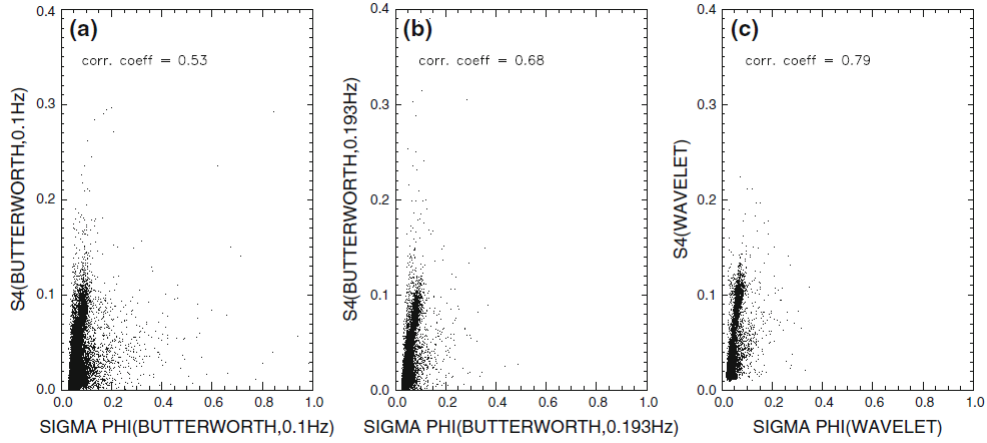 (a)
corr. coeff = 0.53
0.4
0.3
0.2
0.1
0.0
S4(BUTTERWORTH,0.1Hz)
0.0 0.2 0.4 0.6 0.8 1.0
SIGMA PHI(BUTTERWORTH,0.1Hz)
(b)
corr. coeff = 0.68
0.4
0.3
0.2
0.1
0.0
S4(BUTTERWORTH,0.193Hz)
0.0 0.2 0.4 0.6 0.8 1.0
SIGMA PHI(BUTTERWORTH,0.193Hz)
(c)
corr. coeff = 0.79
0.4
0.3
0.2
0.1
0.0
S4(WAVELET)
0.0 0.2 0.4 0.6 0.8 1.0
SIGMA PHI(WAVELET)